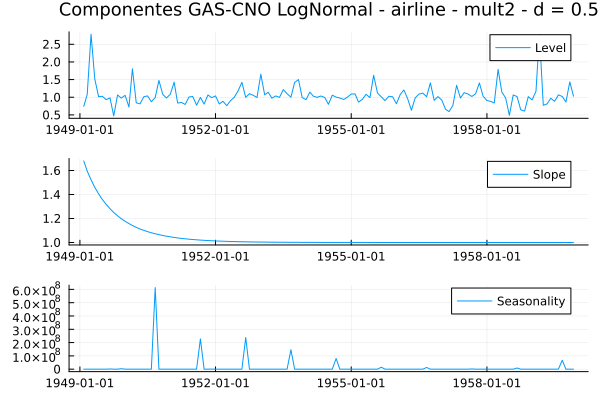 Componentes GAS-CNO LogNormal - airline - mult2 - d = 0.5
2.5
2.0
1.5
1.0
0.5
Level
1949-01-01 1952-01-01 1955-01-01 1958-01-01
1.6
1.4
1.2
1.0
Slope
1949-01-01 1952-01-01 1955-01-01 1958-01-01
6.0×10⁸
5.0×10⁸
4.0×10⁸
3.0×10⁸
2.0×10⁸
1.0×10⁸
0
Seasonality
1949-01-01 1952-01-01 1955-01-01 1958-01-01